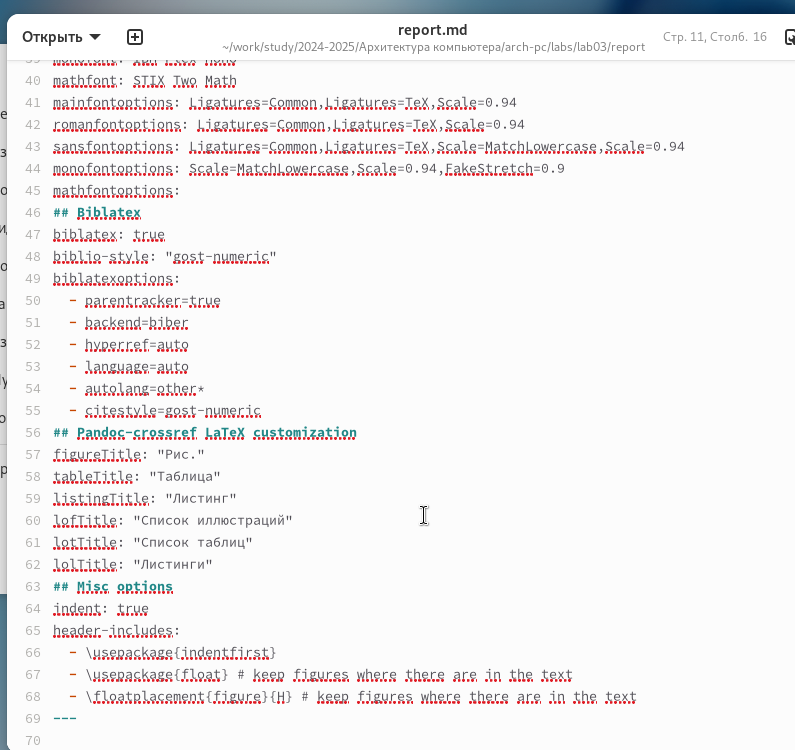 Открыть
report.md
~/work/study/2024-2025/Архитектура компьютера/arch-pc/labs/lab03/report
Стр. 11, Столб. 16
40 mathfont: STIX Two Math
41 mainfontoptions: Ligatures=Common,Ligatures=TeX,Scale=0.94
42 romanfontoptions: Ligatures=Common,Ligatures=TeX,Scale=0.94
43 sansfontoptions: Ligatures=Common,Ligatures=TeX,Scale=MatchLowercase,Scale=0.94
44 monofontoptions: Scale=MatchLowercase,Scale=0.94,FakeStretch=0.9
45 mathfontoptions:
46 ## Biblatex
47 biblatex: true
48 biblio-style: "gost-numeric"
49 biblatexoptions:
50 - parentracker=true
51 - backend=biber
52 - hyperref=auto
53 - language=auto
54 - autolang=other*
55 - citestyle=gost-numeric
56 ## Pandoc-crossref LaTeX customization
57 figureTitle: "Рис."
58 tableTitle: "Таблица"
59 listingTitle: "Листинг"
60 lofTitle: "Список иллюстраций"
61 lotTitle: "Список таблиц"
62 lolTitle: "Листинги"
63 ## Misc options
64 indent: true
65 header-includes:
66 - \usepackage{indentfirst}
67 - \usepackage{float} # keep figures where there are in the text
68 - \floatplacement{figure}{H} # keep figures where there are in the text
69 ---
70